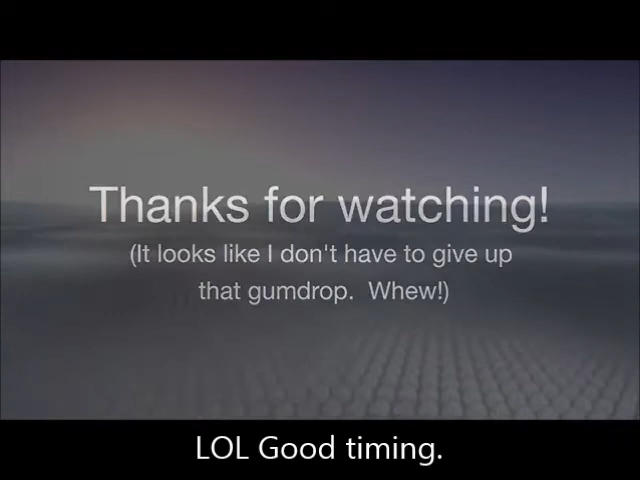 Thanks for watching!
(It looks like I don't have to give up
that gumdrop.  Whew!)
LOL Good timing.